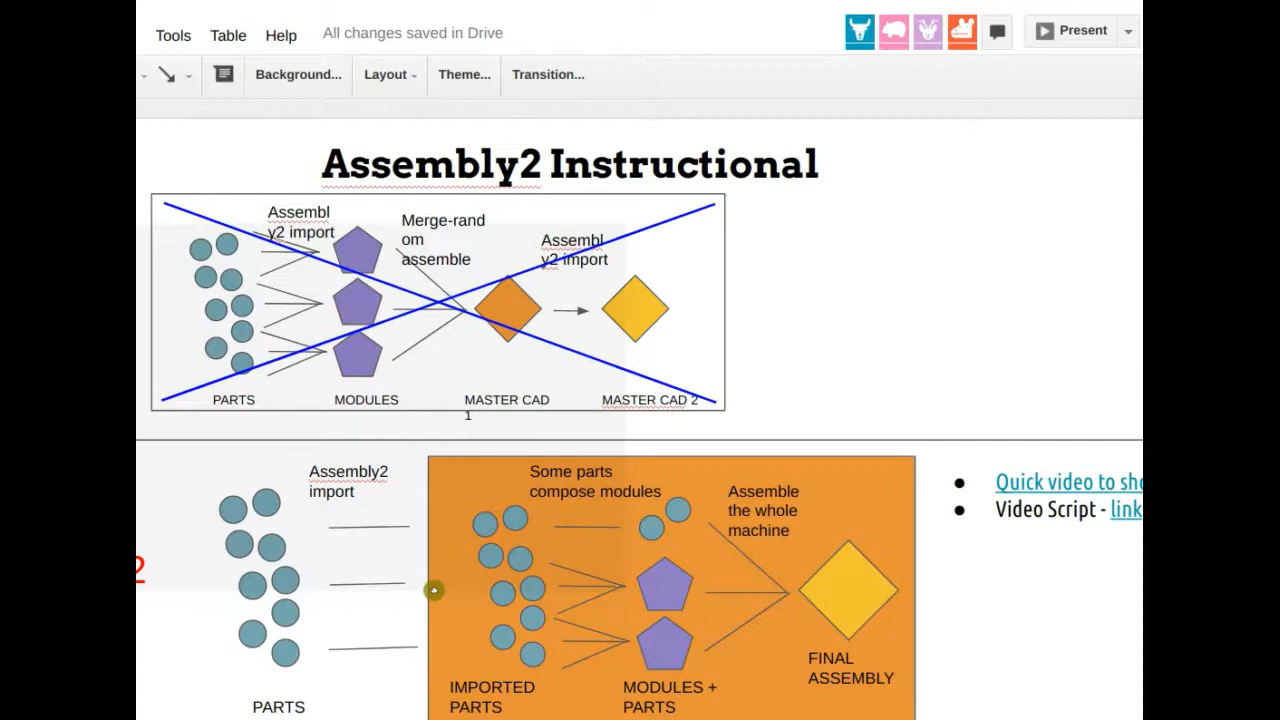 Tools Table Help All changes saved in Drive
Present
Background... Layout Theme... Transition...
Assembly2 Instructional
Assembl
y2 import
Merge-rand
om
assemble
Assembl
y2 import
PARTS
MODULES
MASTER CAD
1
MASTER CAD 2
Assembly2
import
Some parts
compose modules
Assemble
the whole
machine
2
PARTS
IMPORTED
PARTS
MODULES +
PARTS
FINAL
ASSEMBLY
● Quick video to sho
● Video Script - link